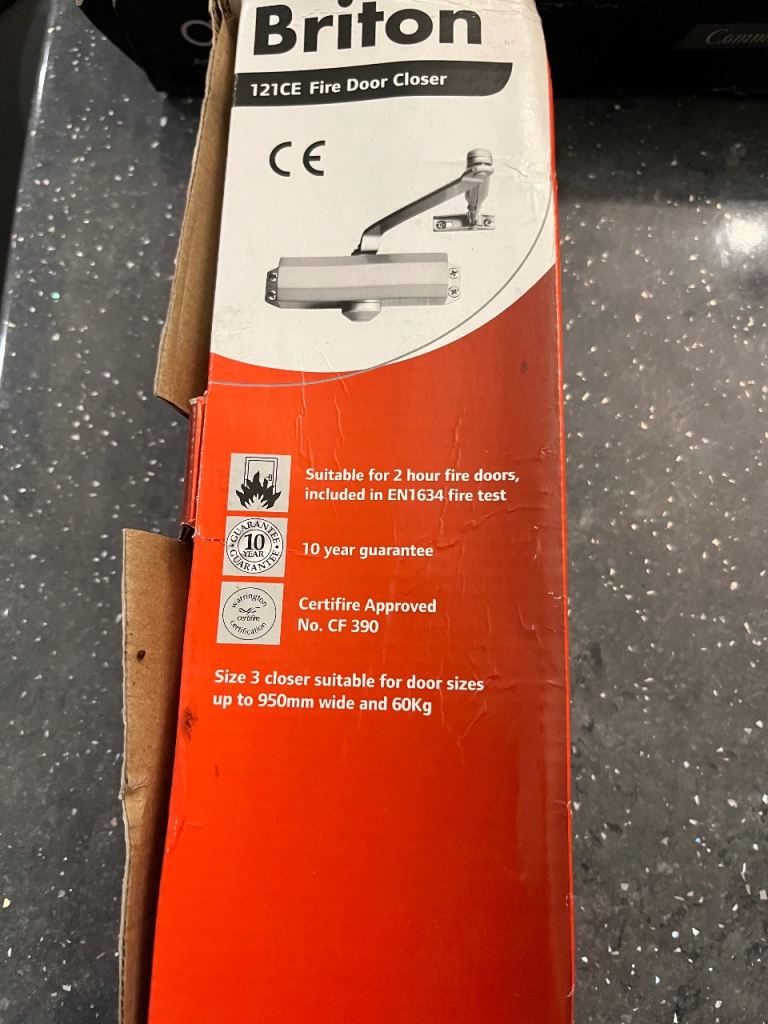 Briton
121CE Fire Door Closer
CE
Suitable for 2 hour fire doors,
included in EN1634 fire test
GUARANTEE
10
YEAR
GUARANTEE
10 year guarantee
warrington
certifire
certification
Certifire Approved
No. CF 390
Size 3 closer suitable for door sizes
up to 950mm wide and 60Kg